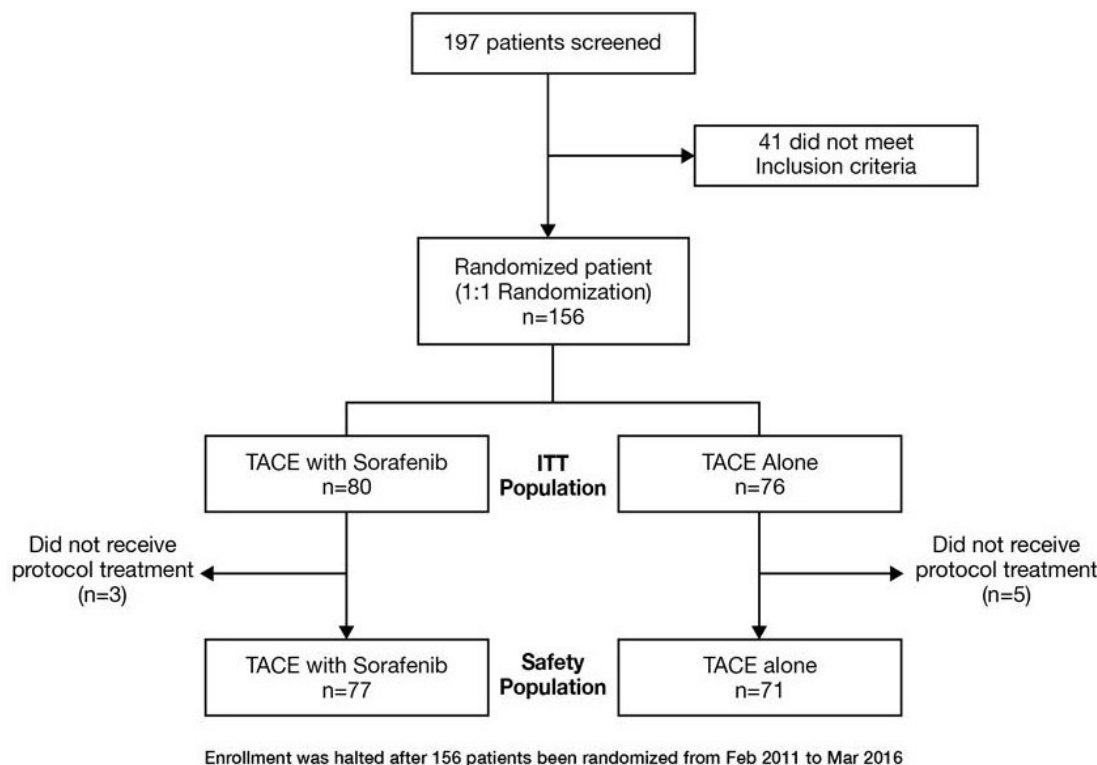 197 patients screened
41 did not meet
Inclusion criteria
Randomized patient
(1:1 Randomization)
n=156
TACE with Sorafenib
n=80
ITT
Population
TACE Alone
n=76
Did not receive
protocol treatment
(n=3)
Did not receive
protocol treatment
(n=5)
TACE with Sorafenib
n=77
Safety
Population
TACE alone
n=71
Enrollment was halted after 156 patients been randomized from Feb 2011 to Mar 2016